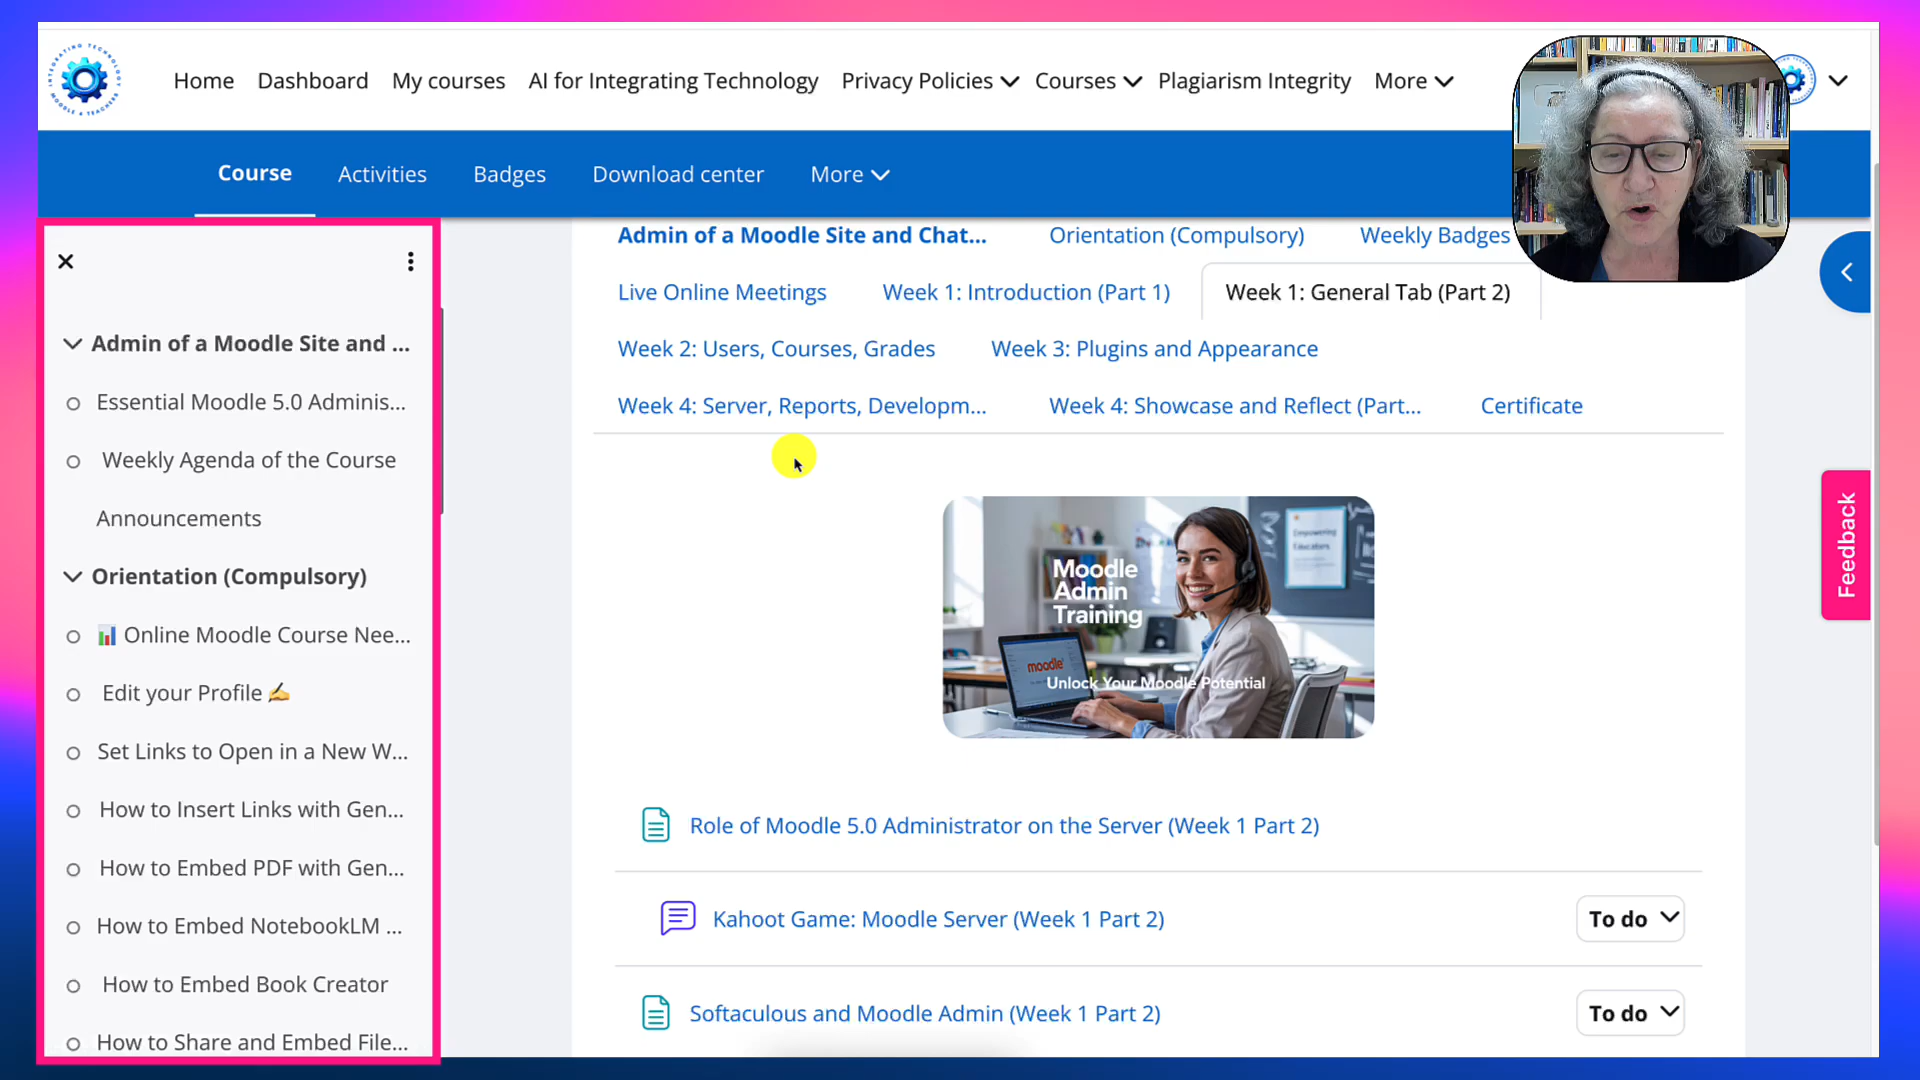 INTEGRATING TECHNOLOGY
MOODLE 4 TEACHERS
Home
Dashboard
My courses
AI for Integrating Technology
Privacy Policies
Courses
Plagiarism Integrity
More
Course
Activities
Badges
Download center
More
Admin of a Moodle Site and ...
Essential Moodle 5.0 Adminis...
Weekly Agenda of the Course
Announcements
Orientation (Compulsory)
Online Moodle Course Nee...
Edit your Profile ✍
Set Links to Open in a New W...
How to Insert Links with Gen...
How to Embed PDF with Gen...
How to Embed NotebookLM ...
How to Embed Book Creator
How to Share and Embed File...
Admin of a Moodle Site and Chat...
Orientation (Compulsory)
Weekly Badges
Live Online Meetings
Week 1: Introduction (Part 1)
Week 1: General Tab (Part 2)
Week 2: Users, Courses, Grades
Week 3: Plugins and Appearance
Week 4: Server, Reports, Developm...
Week 4: Showcase and Reflect (Part...
Certificate
Moodle
Admin
Training
Empowering
Educators
moodle
Unlock Your Moodle Potential
Role of Moodle 5.0 Administrator on the Server (Week 1 Part 2)
Kahoot Game: Moodle Server (Week 1 Part 2)
To do
Softaculous and Moodle Admin (Week 1 Part 2)
To do
Feedback